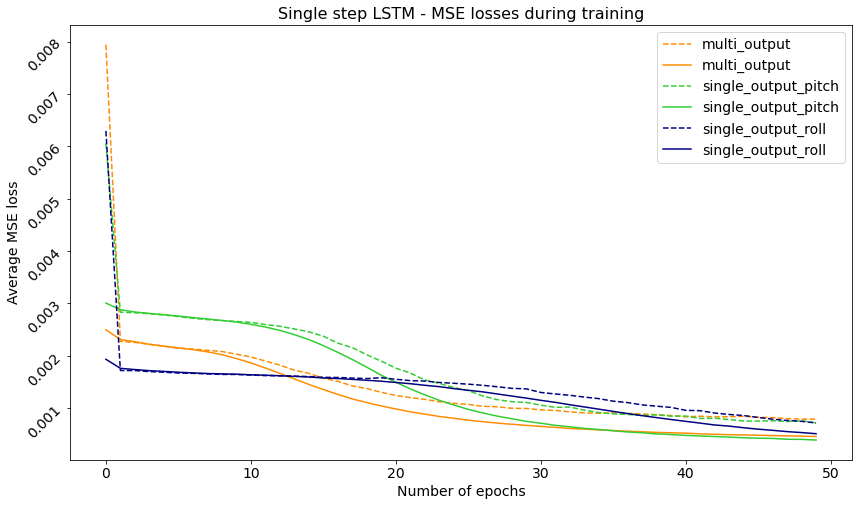 Single step LSTM - MSE losses during training
multi_output
multi_output
single_output_pitch
single_output_pitch
single_output_roll
single_output_roll
Average MSE loss
0.008
0.007
0.006
0.005
0.004
0.003
0.002
0.001
0 10 20 30 40 50
Number of epochs